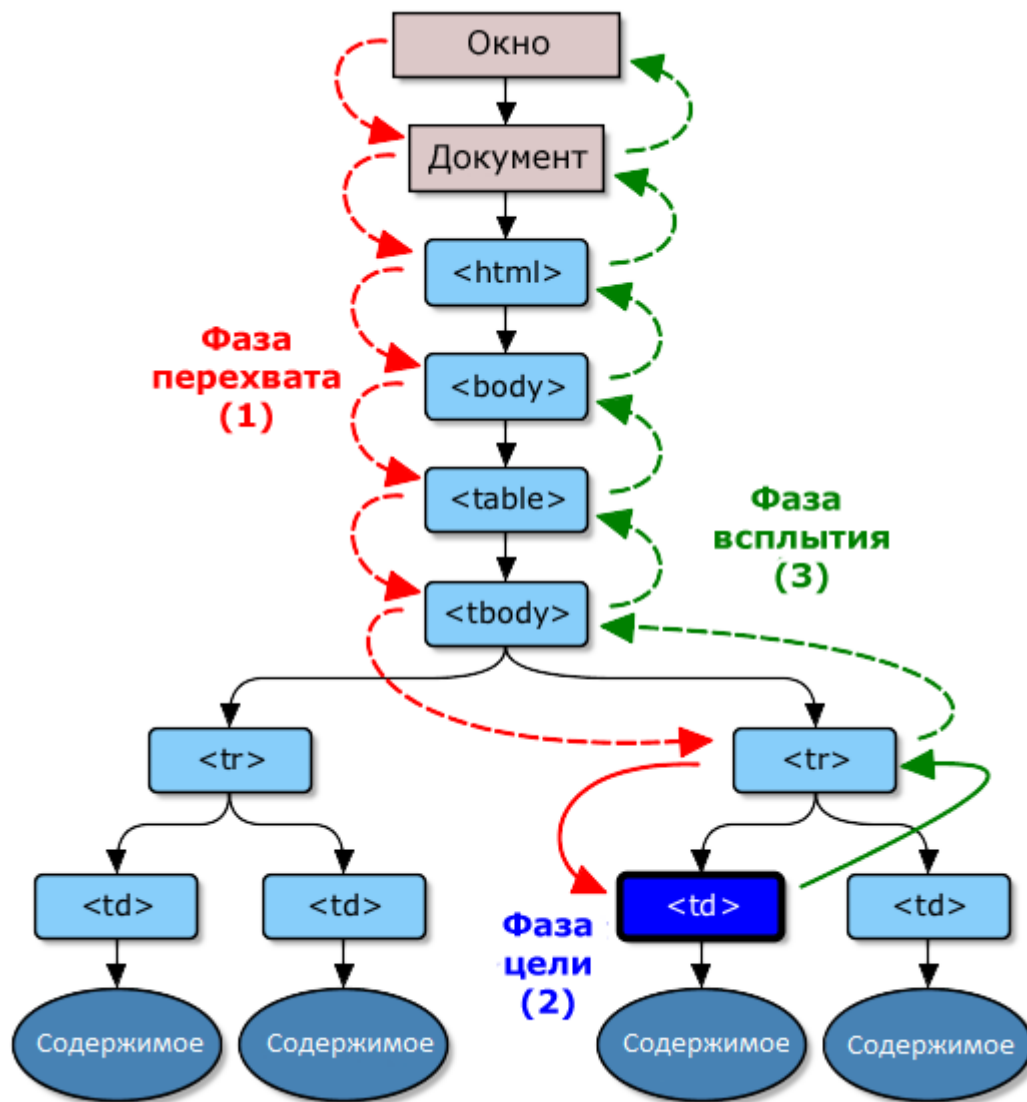 Окно
Документ
<html>
Фаза
перехвата
(1)
<body>
<table>
Фаза
всплытия
(3)
<tbody>
<tr>
<tr>
<td>
<td>
<td>
<td>
Фаза
цели
(2)
Содержимое
Содержимое
Содержимое
Содержимое